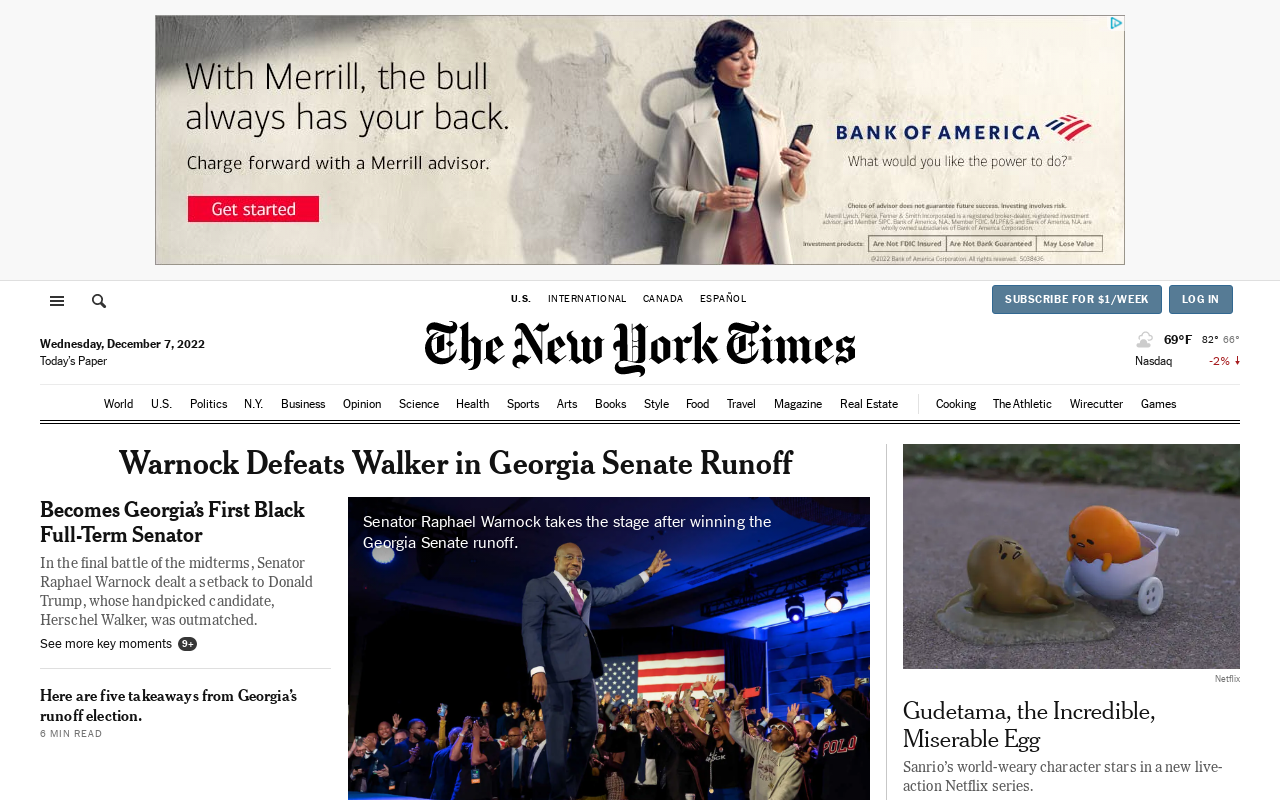 With Merrill, the bull
always has your back.
Charge forward with a Merrill advisor.
Get started
BANK OF AMERICA
What would you like the power to do?®
Choice of advisor does not guarantee future success. Investing involves risk.
Merrill Lynch, Pierce, Fenner & Smith Incorporated is a registered broker-dealer, registered investment
advisor, and Member SIPC. Bank of America, N.A., Member FDIC. MLPF&S and Bank of America, N.A. are
wholly owned subsidiaries of Bank of America Corporation.
Investment products: Are Not FDIC Insured Are Not Bank Guaranteed May Lose Value
©2022 Bank of America Corporation. All rights reserved. 5038436
U.S. INTERNATIONAL CANADA ESPAÑOL
SUBSCRIBE FOR $1/WEEK LOG IN
The New York Times
Wednesday, December 7, 2022
Today's Paper
69°F 82° 66°
Nasdaq -2%
World U.S. Politics N.Y. Business Opinion Science Health Sports Arts Books Style Food Travel Magazine Real Estate Cooking The Athletic Wirecutter Games
Warnock Defeats Walker in Georgia Senate Runoff
Becomes Georgia's First Black
Full-Term Senator
In the final battle of the midterms, Senator
Raphael Warnock dealt a setback to Donald
Trump, whose handpicked candidate,
Herschel Walker, was outmatched.
See more key moments 9+
Here are five takeaways from Georgia's
runoff election.
6 MIN READ
Senator Raphael Warnock takes the stage after winning the
Georgia Senate runoff.
POLO
Netflix
Gudetama, the Incredible,
Miserable Egg
Sanrio's world-weary character stars in a new live-
action Netflix series.